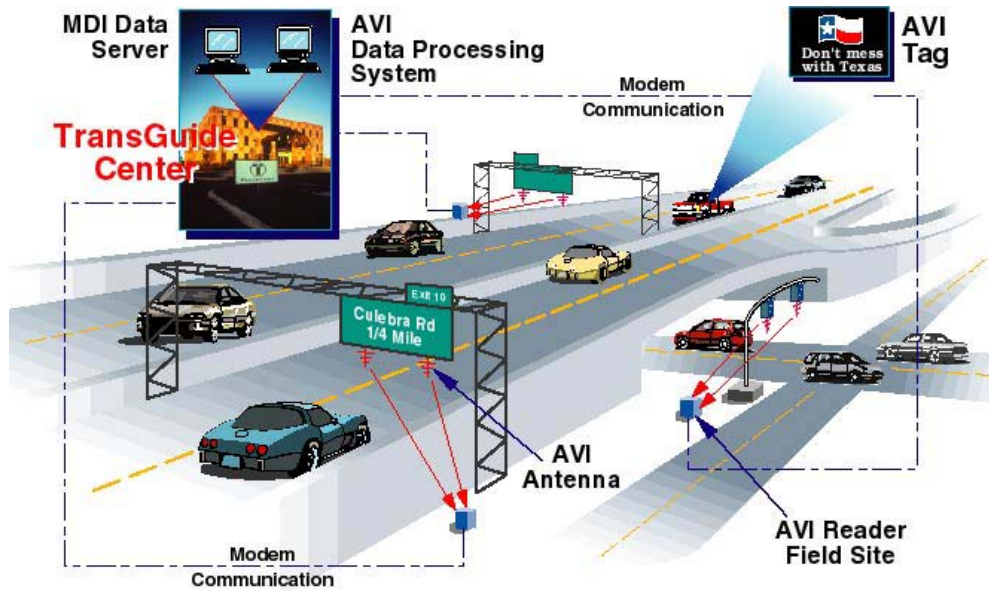 MDI Data
Server
AVI
Data Processing
System
Don't mess
with Texas
AVI
Tag
Modem
Communication
TransGuide
Center
Exit 10
Culebra Rd
1/4 Mile
AVI
Antenna
AVI Reader
Field Site
Modem
Communication